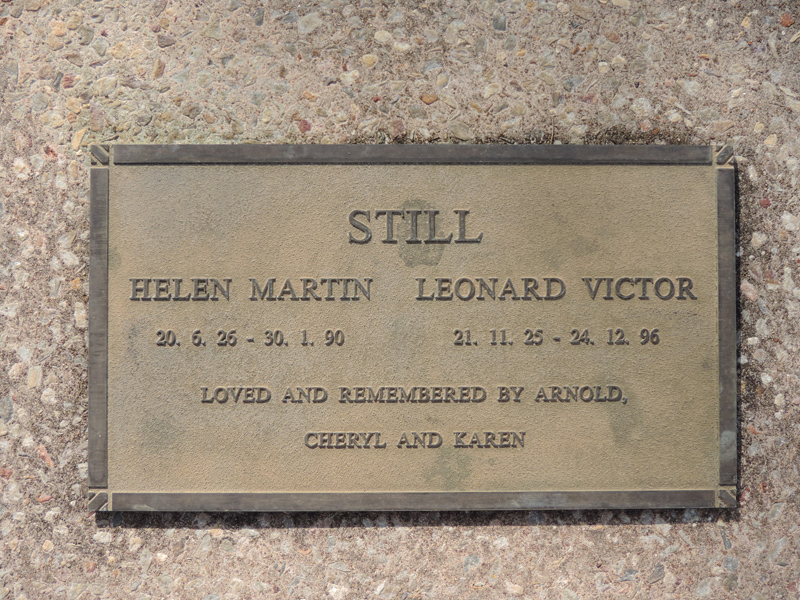 STILL
HELEN MARTIN LEONARD VICTOR
20. 6. 26 - 30. 1. 90 21. 11. 25 - 24. 12. 96
LOVED AND REMEMBERED BY ARNOLD,
CHERYL AND KAREN